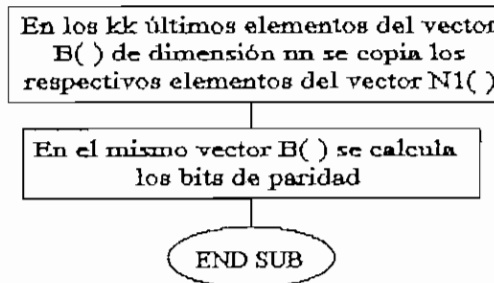 En los kk últimos elementos del vector
B( ) de dimensión nn se copia los
respectivos elementos del vector N1( )
En el mismo vector B( ) se calcula
los bits de paridad
END SUB